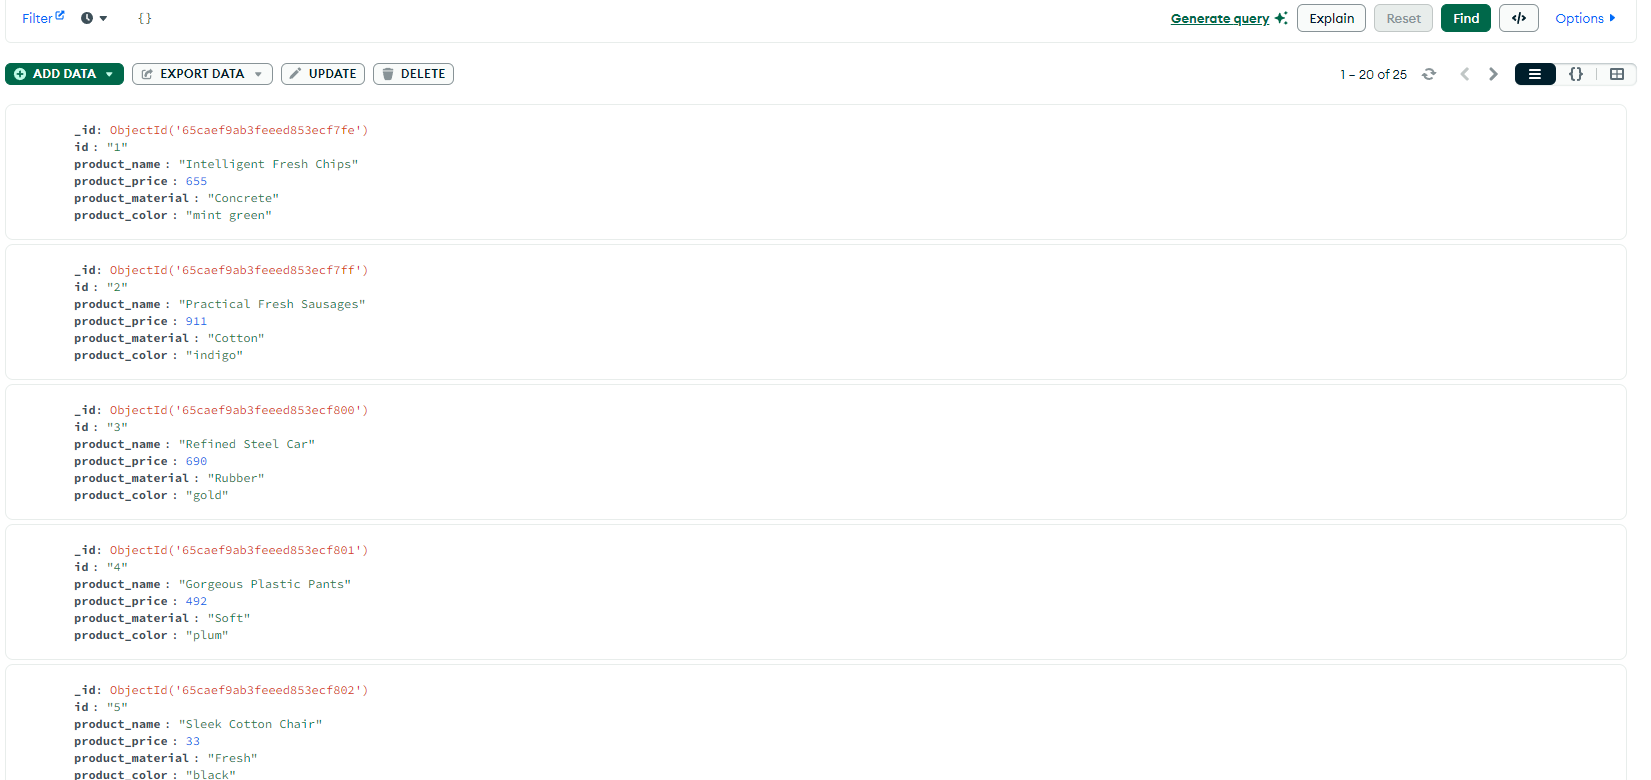 Filter {} Generate query Explain Reset Find </> Options
ADD DATA EXPORT DATA UPDATE DELETE 1 – 20 of 25 {}
_id: ObjectId('65caef9ab3feeed853ecf7fe')
id : "1"
product_name : "Intelligent Fresh Chips"
product_price : 655
product_material : "Concrete"
product_color : "mint green"
_id: ObjectId('65caef9ab3feeed853ecf7ff')
id : "2"
product_name : "Practical Fresh Sausages"
product_price : 911
product_material : "Cotton"
product_color : "indigo"
_id: ObjectId('65caef9ab3feeed853ecf800')
id : "3"
product_name : "Refined Steel Car"
product_price : 690
product_material : "Rubber"
product_color : "gold"
_id: ObjectId('65caef9ab3feeed853ecf801')
id : "4"
product_name : "Gorgeous Plastic Pants"
product_price : 492
product_material : "Soft"
product_color : "plum"
_id: ObjectId('65caef9ab3feeed853ecf802')
id : "5"
product_name : "Sleek Cotton Chair"
product_price : 33
product_material : "Fresh"
product_color : "black"